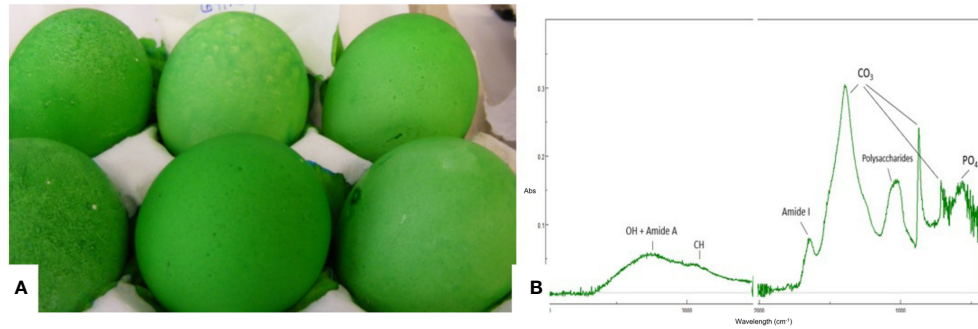 A
B
CO₃
0.3
0.2
Polysaccharides
PO₄
Abs
Amide I
0.1
OH + Amide A
CH
Wavelength (cm⁻¹)